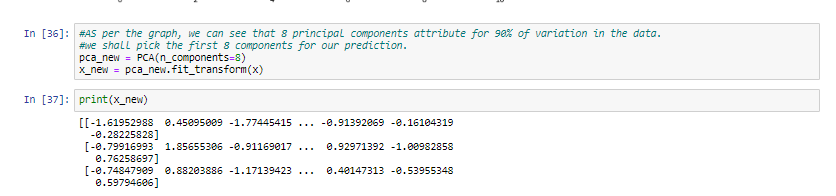 In [36]: #AS per the graph, we can see that 8 principal components attribute for 90% of variation in the data.
#we shall pick the first 8 components for our prediction.
pca_new = PCA(n_components=8)
x_new = pca_new.fit_transform(x)
In [37]: print(x_new)
[[-1.61952988 0.45095009 -1.77445415 ... -0.91392069 -0.16104319
-0.28225828]
[-0.79916993 1.85655306 -0.91169017 ... 0.92971392 -1.00982858
0.76258697]
[-0.74847909 0.88203886 -1.17139423 ... 0.40147313 -0.53955348
0.59794606]